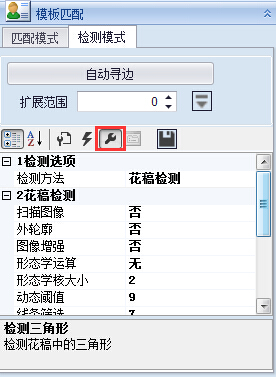 模板匹配
匹配模式 检测模式
自动寻边
扩展范围 0
1检测选项
检测方法 花稿检测
2花稿检测
扫描图像 否
外轮廓 否
图像增强 否
形态学运算 无
形态学核大小 2
动态阈值 9
线条筛选 7
检测三角形
检测花稿中的三角形